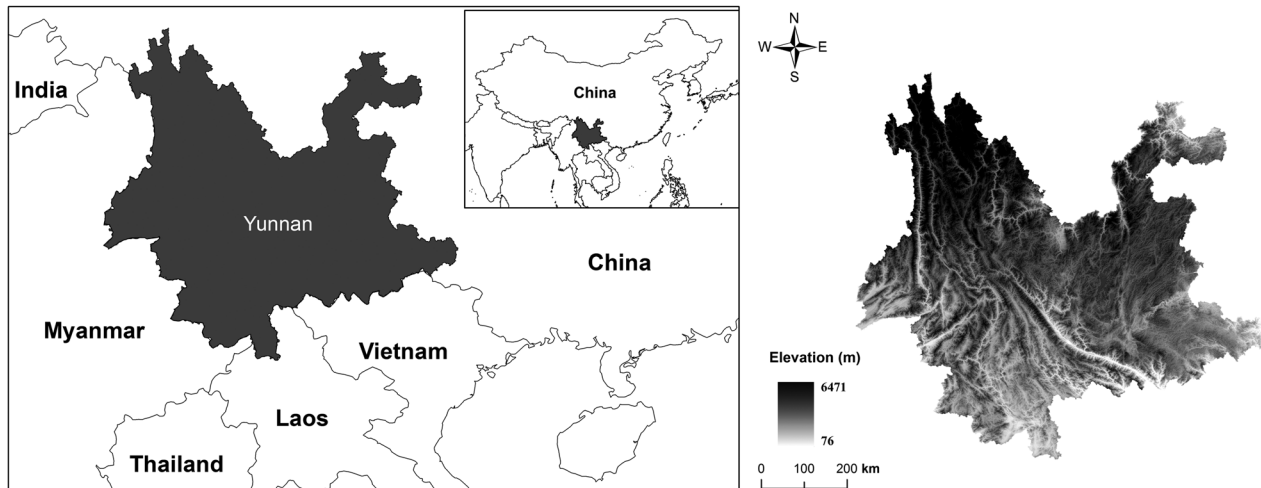 India
Yunnan
China
Myanmar
Vietnam
Laos
Thailand
China
N
W
E
S
Elevation (m)
6471
76
0 100 200 km